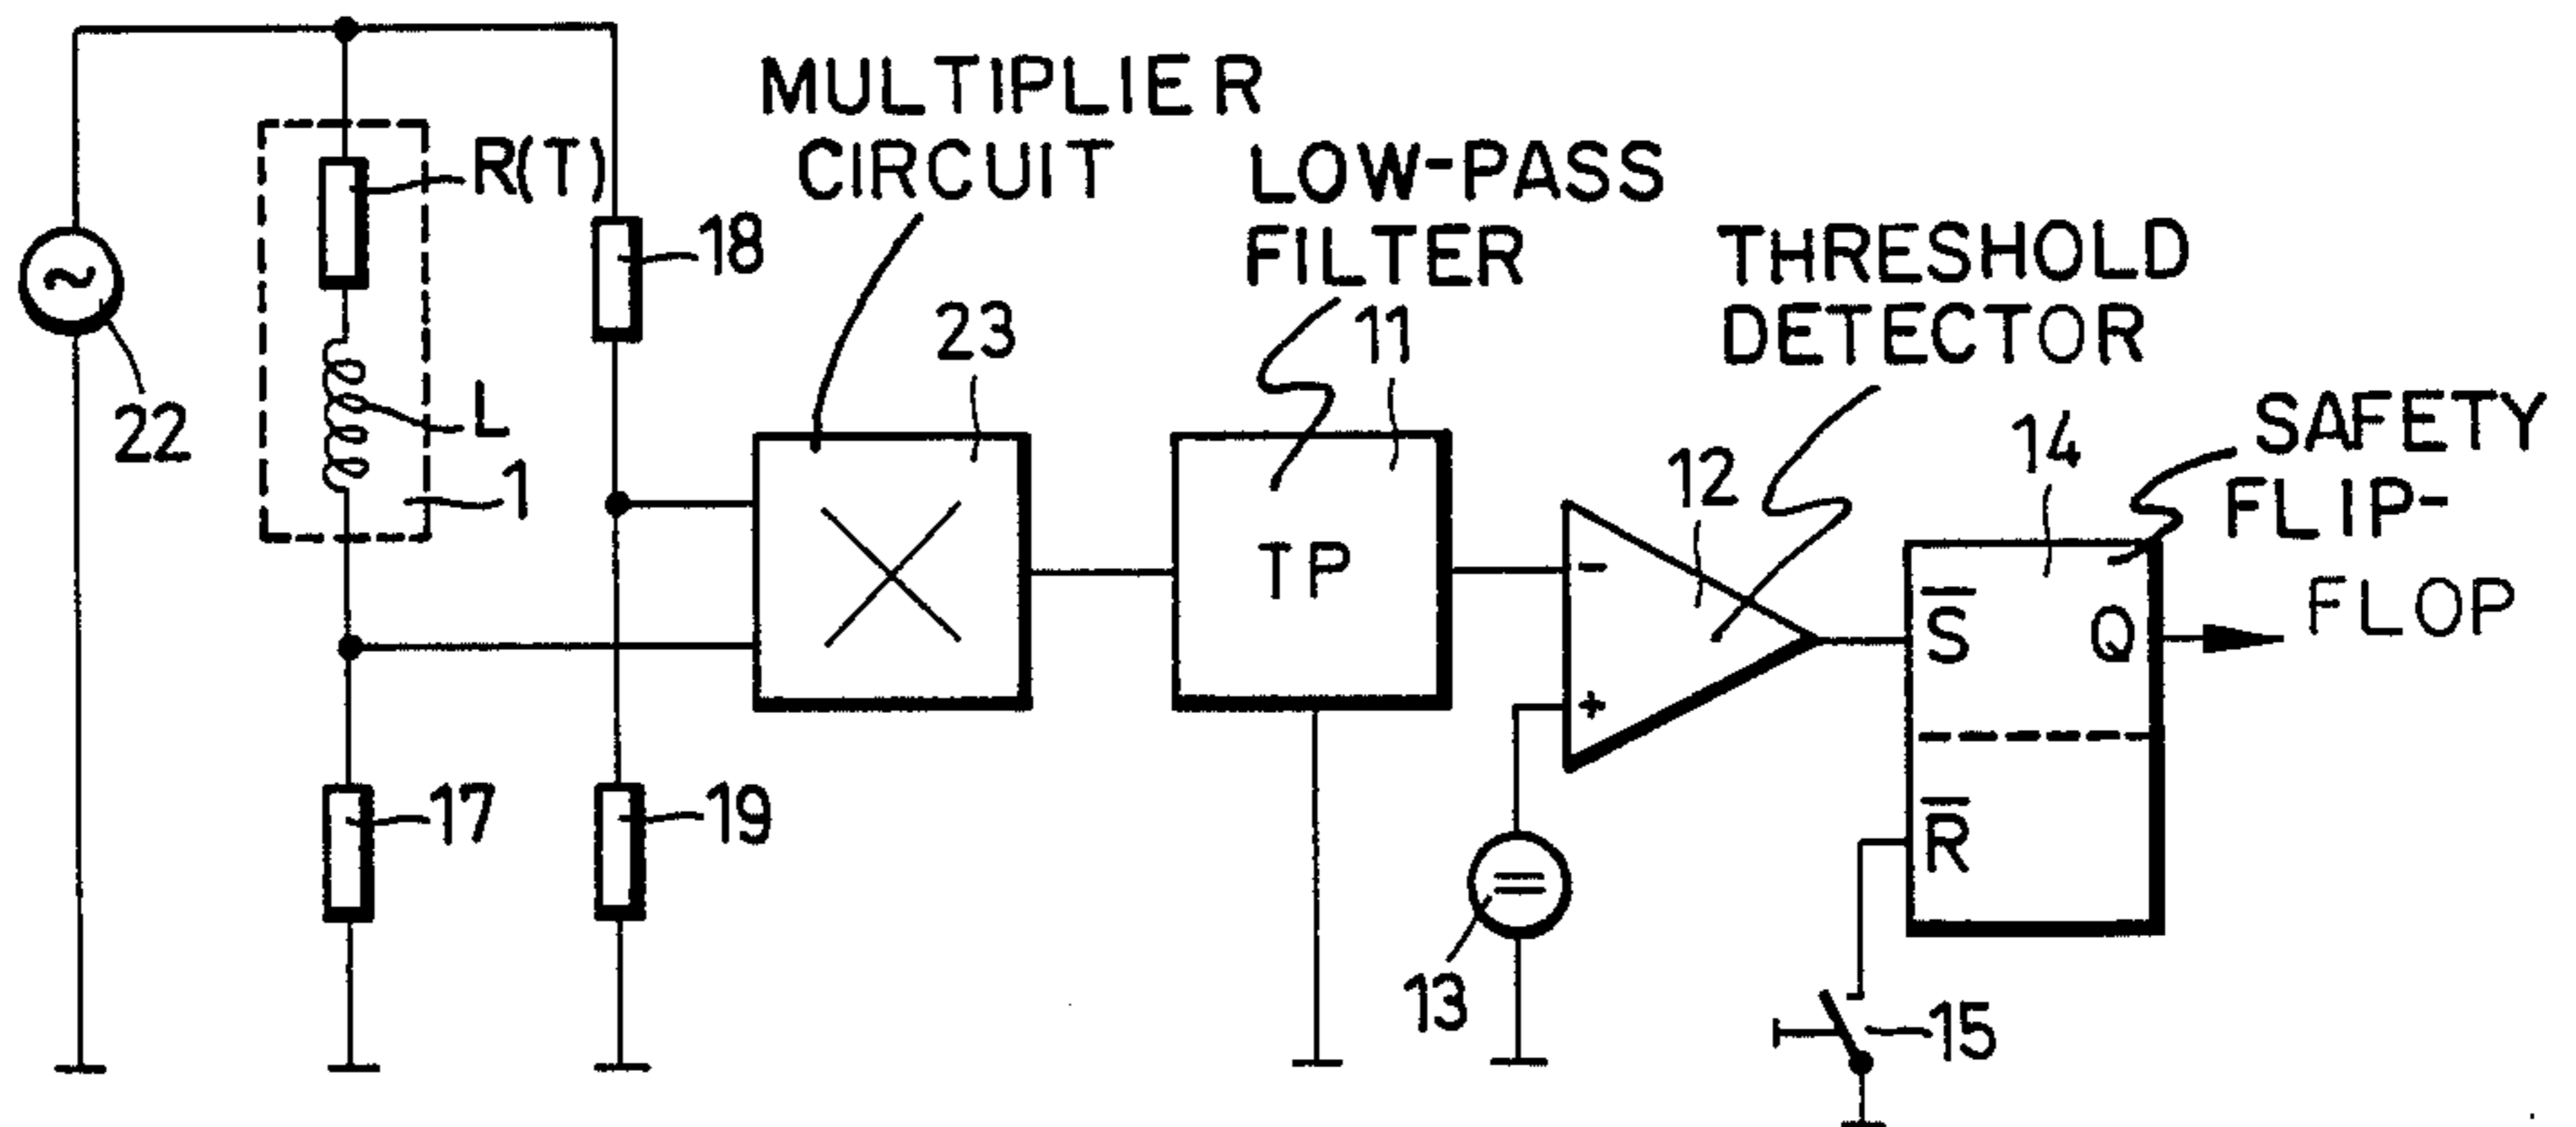 MULTIPLIER
CIRCUIT
LOW-PASS
FILTER
THRESHOLD
DETECTOR
SAFETY
FLIP-
FLOP
R(T)
18
23
11
22
L
1
12
14
TP
-
+
S̅
Q
R̅
17
19
13
15
~
=